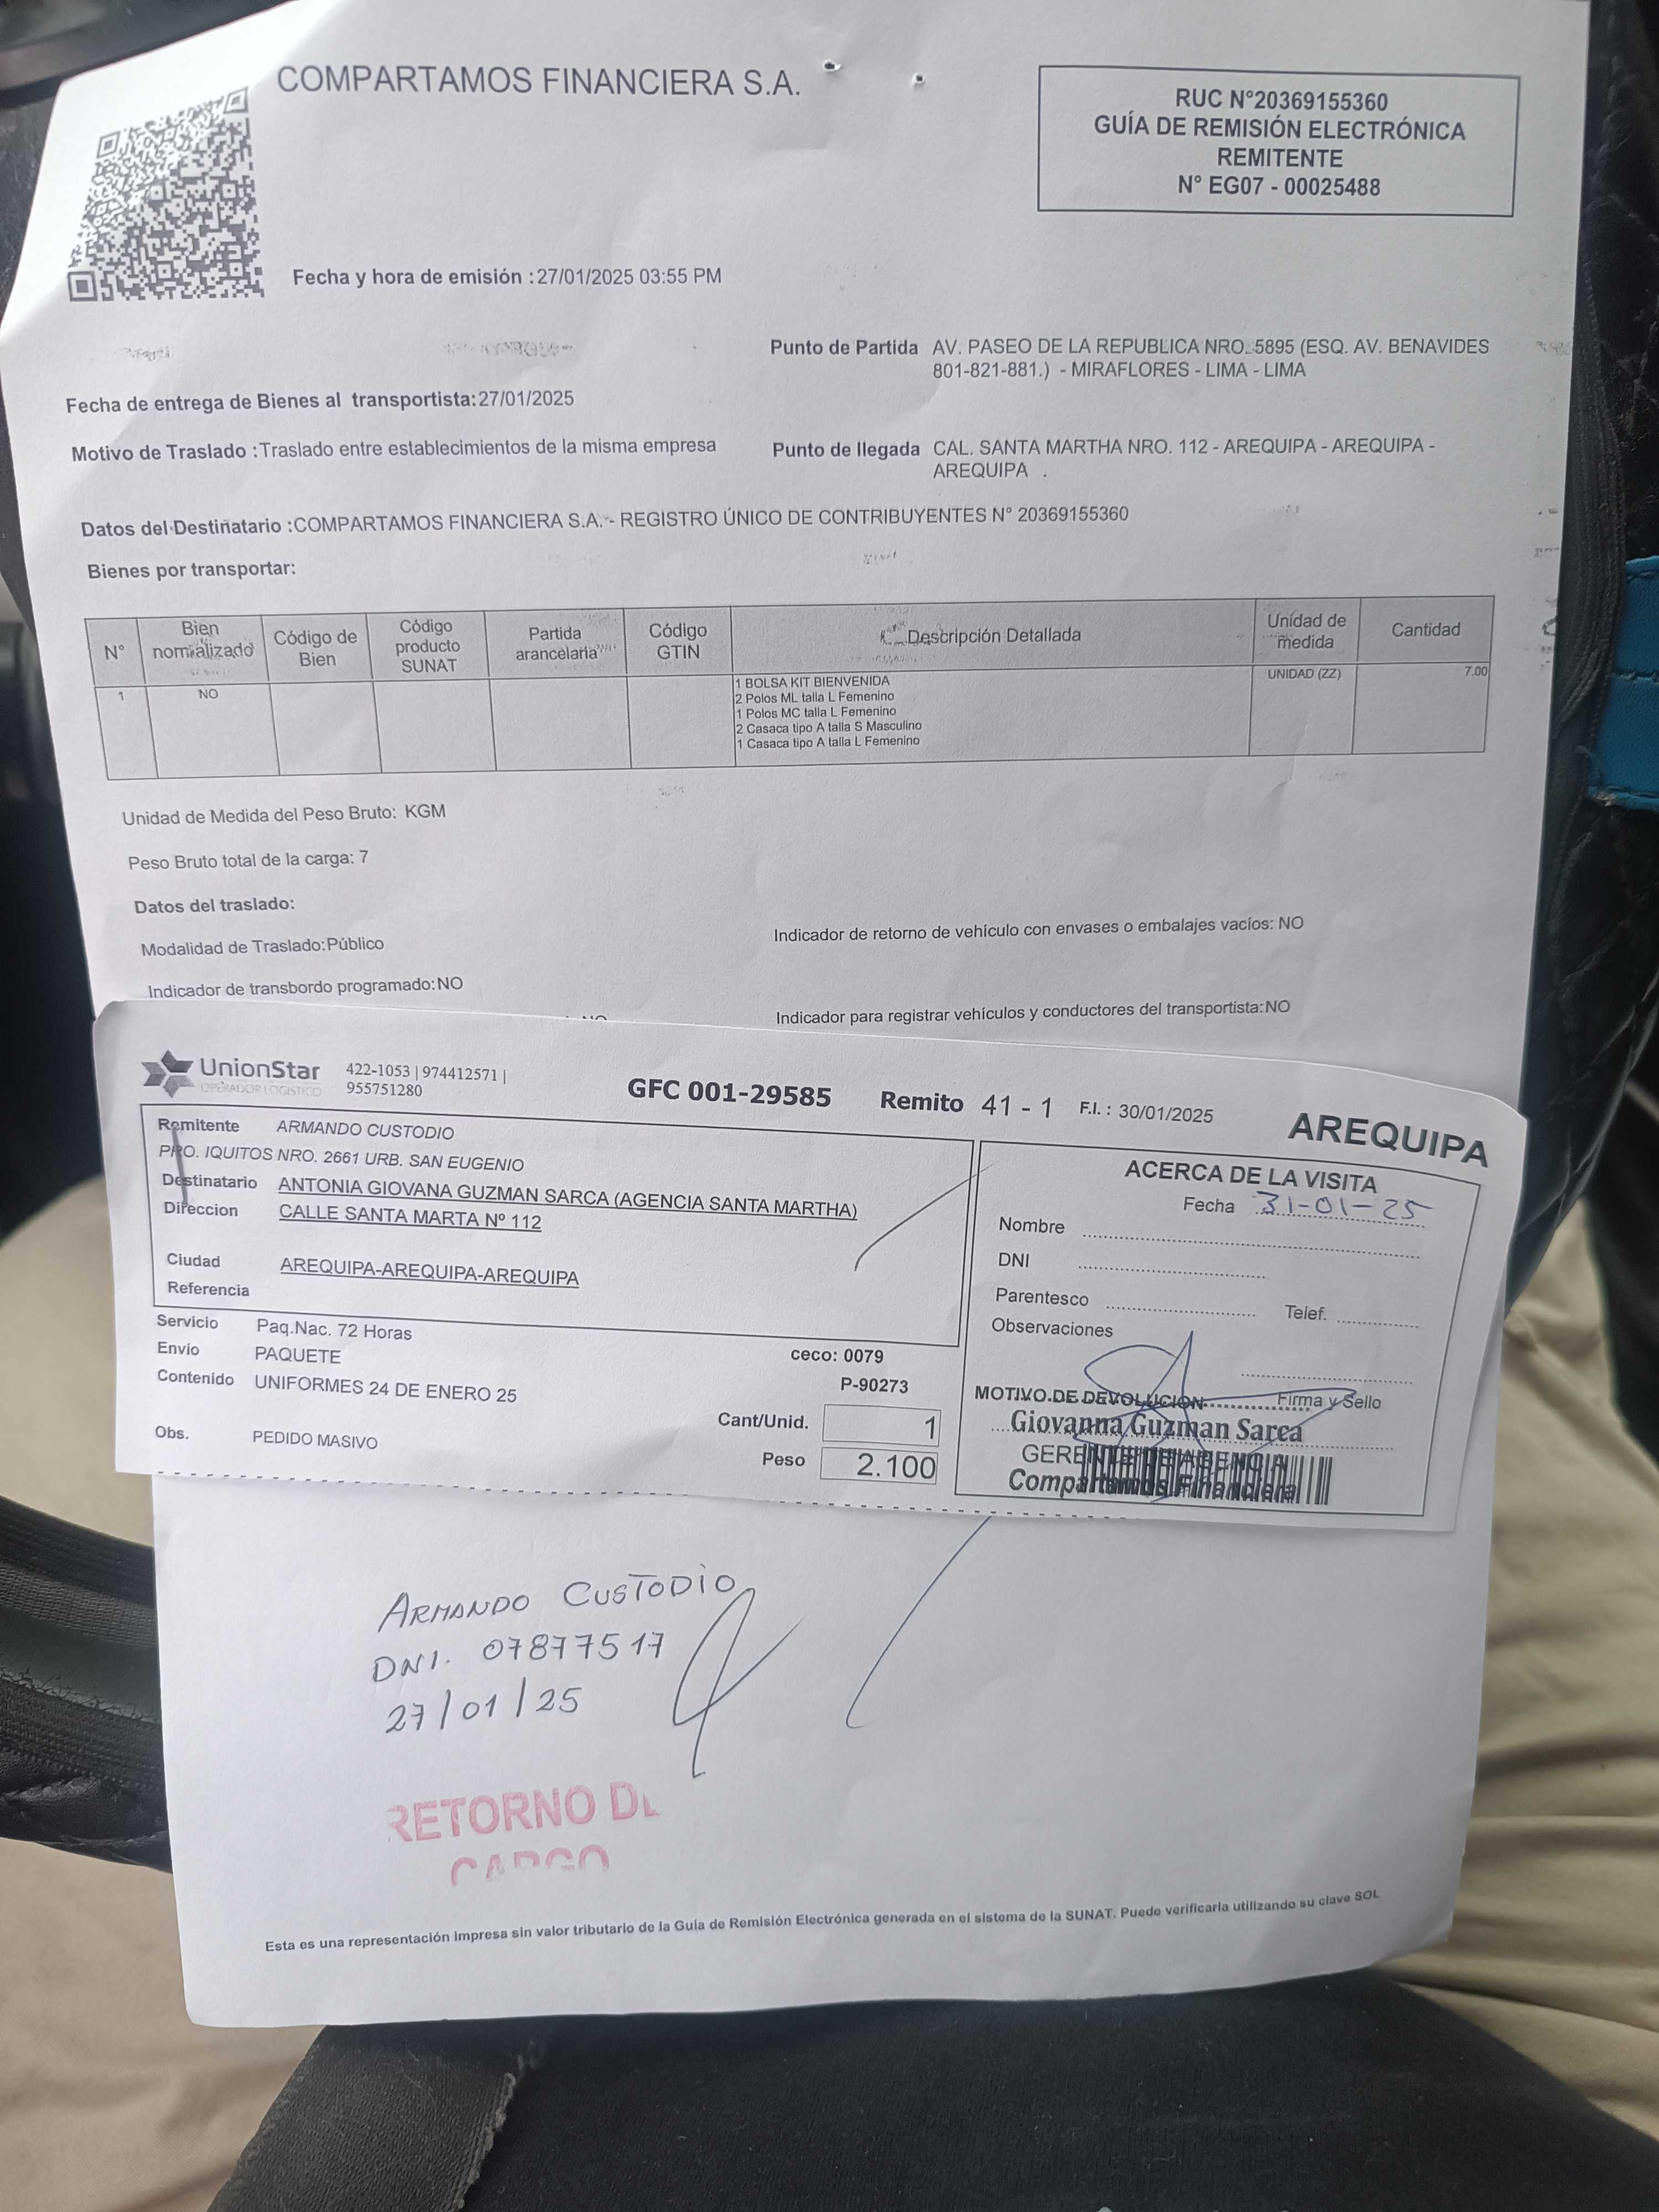 COMPARTAMOS FINANCIERA S.A.
RUC N°20369155360
GUÍA DE REMISIÓN ELECTRÓNICA
REMITENTE
N° EG07 - 00025488
Fecha y hora de emisión :27/01/2025 03:55 PM
Punto de Partida AV. PASEO DE LA REPUBLICA NRO. 5895 (ESQ. AV. BENAVIDES
801-821-881.) - MIRAFLORES - LIMA - LIMA
Fecha de entrega de Bienes al transportista:27/01/2025
Motivo de Traslado :Traslado entre establecimientos de la misma empresa
Punto de llegada CAL. SANTA MARTHA NRO. 112 - AREQUIPA - AREQUIPA -
AREQUIPA .
Datos del Destinatario :COMPARTAMOS FINANCIERA S.A. - REGISTRO ÚNICO DE CONTRIBUYENTES N° 20369155360
Bienes por transportar:
N° Bien normalizado Código de Bien Código producto SUNAT Partida arancelaria Código GTIN Descripción Detallada Unidad de medida Cantidad
1 NO 1 BOLSA KIT BIENVENIDA UNIDAD (ZZ) 7.00
2 Polos ML talla L Femenino
1 Polos MC talla L Femenino
2 Casaca tipo A talla S Masculino
1 Casaca tipo A talla L Femenino
Unidad de Medida del Peso Bruto: KGM
Peso Bruto total de la carga: 7
Datos del traslado:
Modalidad de Traslado:Público
Indicador de retorno de vehículo con envases o embalajes vacíos: NO
Indicador de transbordo programado:NO
Indicador para registrar vehículos y conductores del transportista:NO
UnionStar
OPERADOR LOGISTICO
422-1053 | 974412571 |
955751280
GFC 001-29585
Remito 41 - 1
F.I. : 30/01/2025
AREQUIPA
Remitente ARMANDO CUSTODIO
PRO. IQUITOS NRO. 2661 URB. SAN EUGENIO
Destinatario ANTONIA GIOVANA GUZMAN SARCA (AGENCIA SANTA MARTHA)
Direccion CALLE SANTA MARTA Nº 112
Ciudad AREQUIPA-AREQUIPA-AREQUIPA
Referencia
Servicio Paq.Nac. 72 Horas
Envío PAQUETE
Contenido UNIFORMES 24 DE ENERO 25
Obs. PEDIDO MASIVO
ceco: 0079
P-90273
Cant/Unid. 1
Peso 2.100
ACERCA DE LA VISITA
Fecha 31-01-25
Nombre
DNI
Parentesco Telef.
Observaciones
MOTIVO DE DEVOLUCION Firma y Sello
Giovanna Guzman Sarca
GERENTE DE AGENCIA
Compartamos Financiera
ARMANDO CUSTODIO
DNI. 07877517
27/01/25
RETORNO DE
CARGO
Esta es una representación impresa sin valor tributario de la Guía de Remisión Electrónica generada en el sistema de la SUNAT. Puede verificarla utilizando su clave SOL